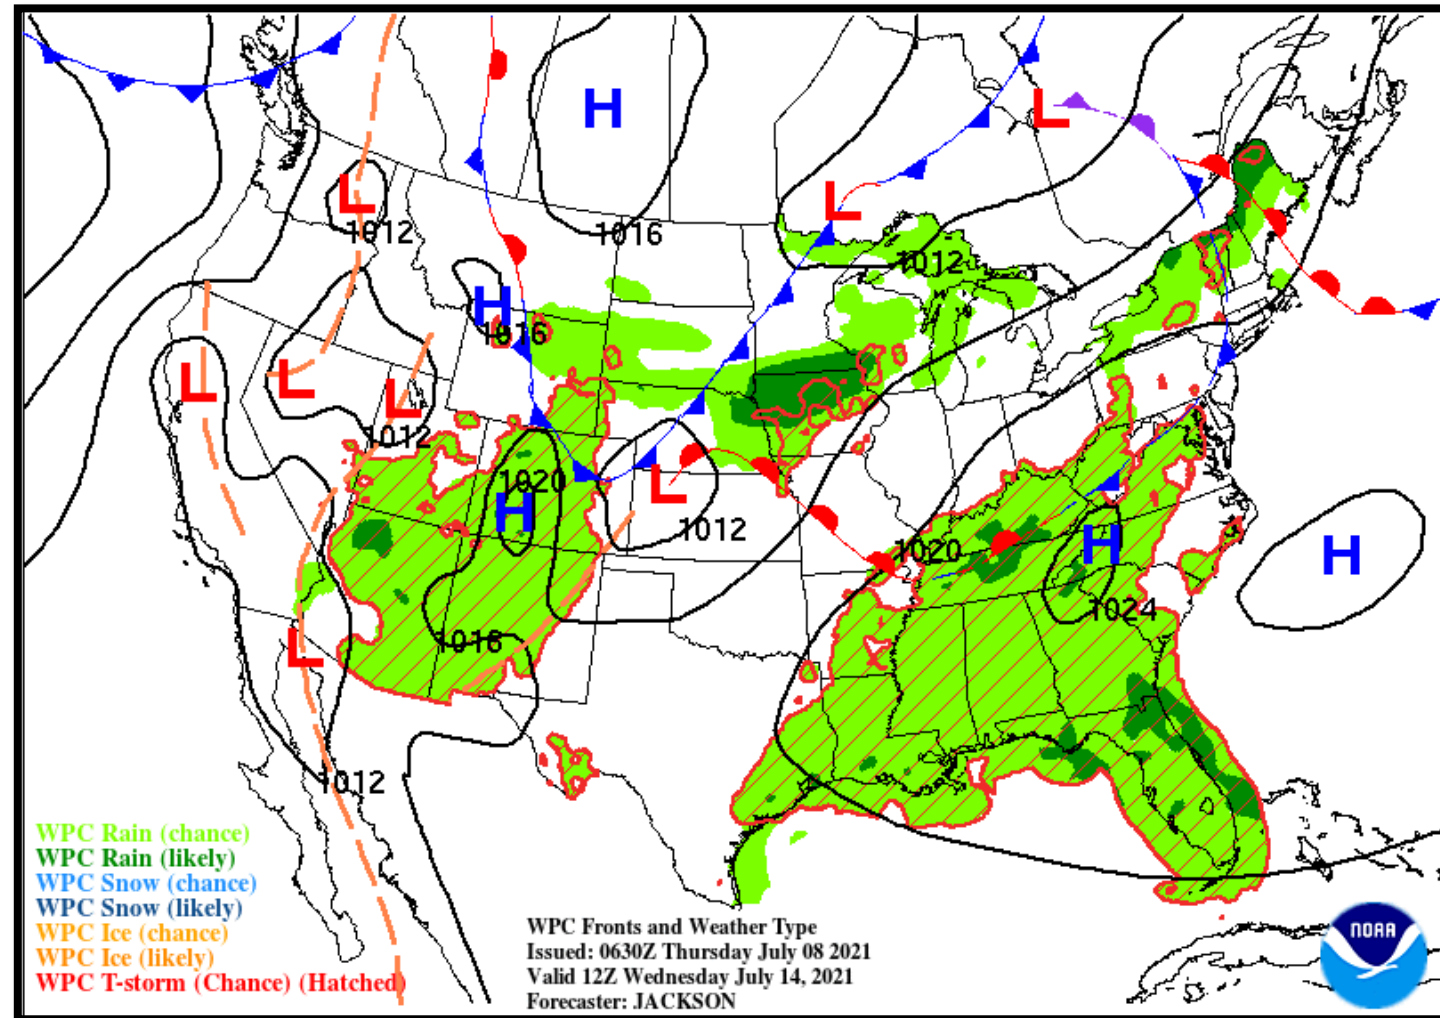 H
L
L
1012
1016
L
1012
H
1016
L
L
L
1012
1020
H
L
1012
1020
H
H
1024
L
1016
1012
WPC Rain (chance)
WPC Rain (likely)
WPC Snow (chance)
WPC Snow (likely)
WPC Ice (chance)
WPC Ice (likely)
WPC T-storm (Chance) (Hatched)
WPC Fronts and Weather Type
Issued: 0630Z Thursday July 08 2021
Valid 12Z Wednesday July 14, 2021
Forecaster: JACKSON
NOAA